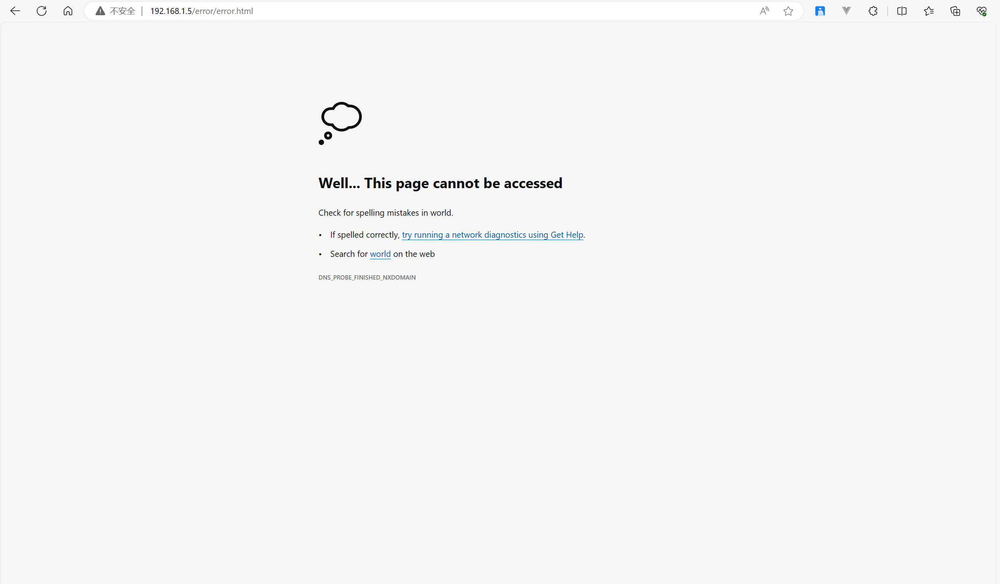 不安全 192.168.1.5/error/error.html
Well... This page cannot be accessed
Check for spelling mistakes in world.
• If spelled correctly, try running a network diagnostics using Get Help.
• Search for world on the web
DNS_PROBE_FINISHED_NXDOMAIN